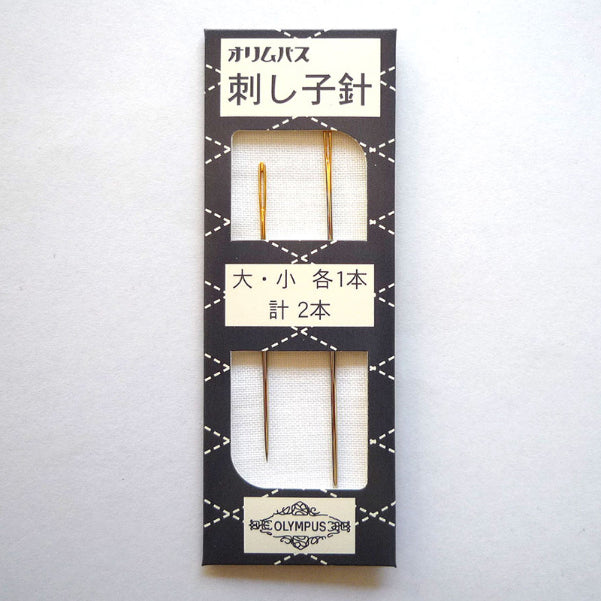 オリムパス
刺し子針
大・小 各1本
計 2本
OLYMPUS